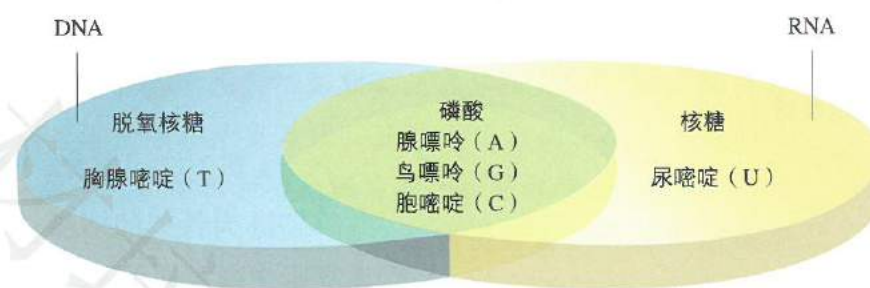 DNA
RNA
脱氧核糖
胸腺嘧啶（T）
磷酸
腺嘌呤（A）
鸟嘌呤（G）
胞嘧啶（C）
核糖
尿嘧啶（U）